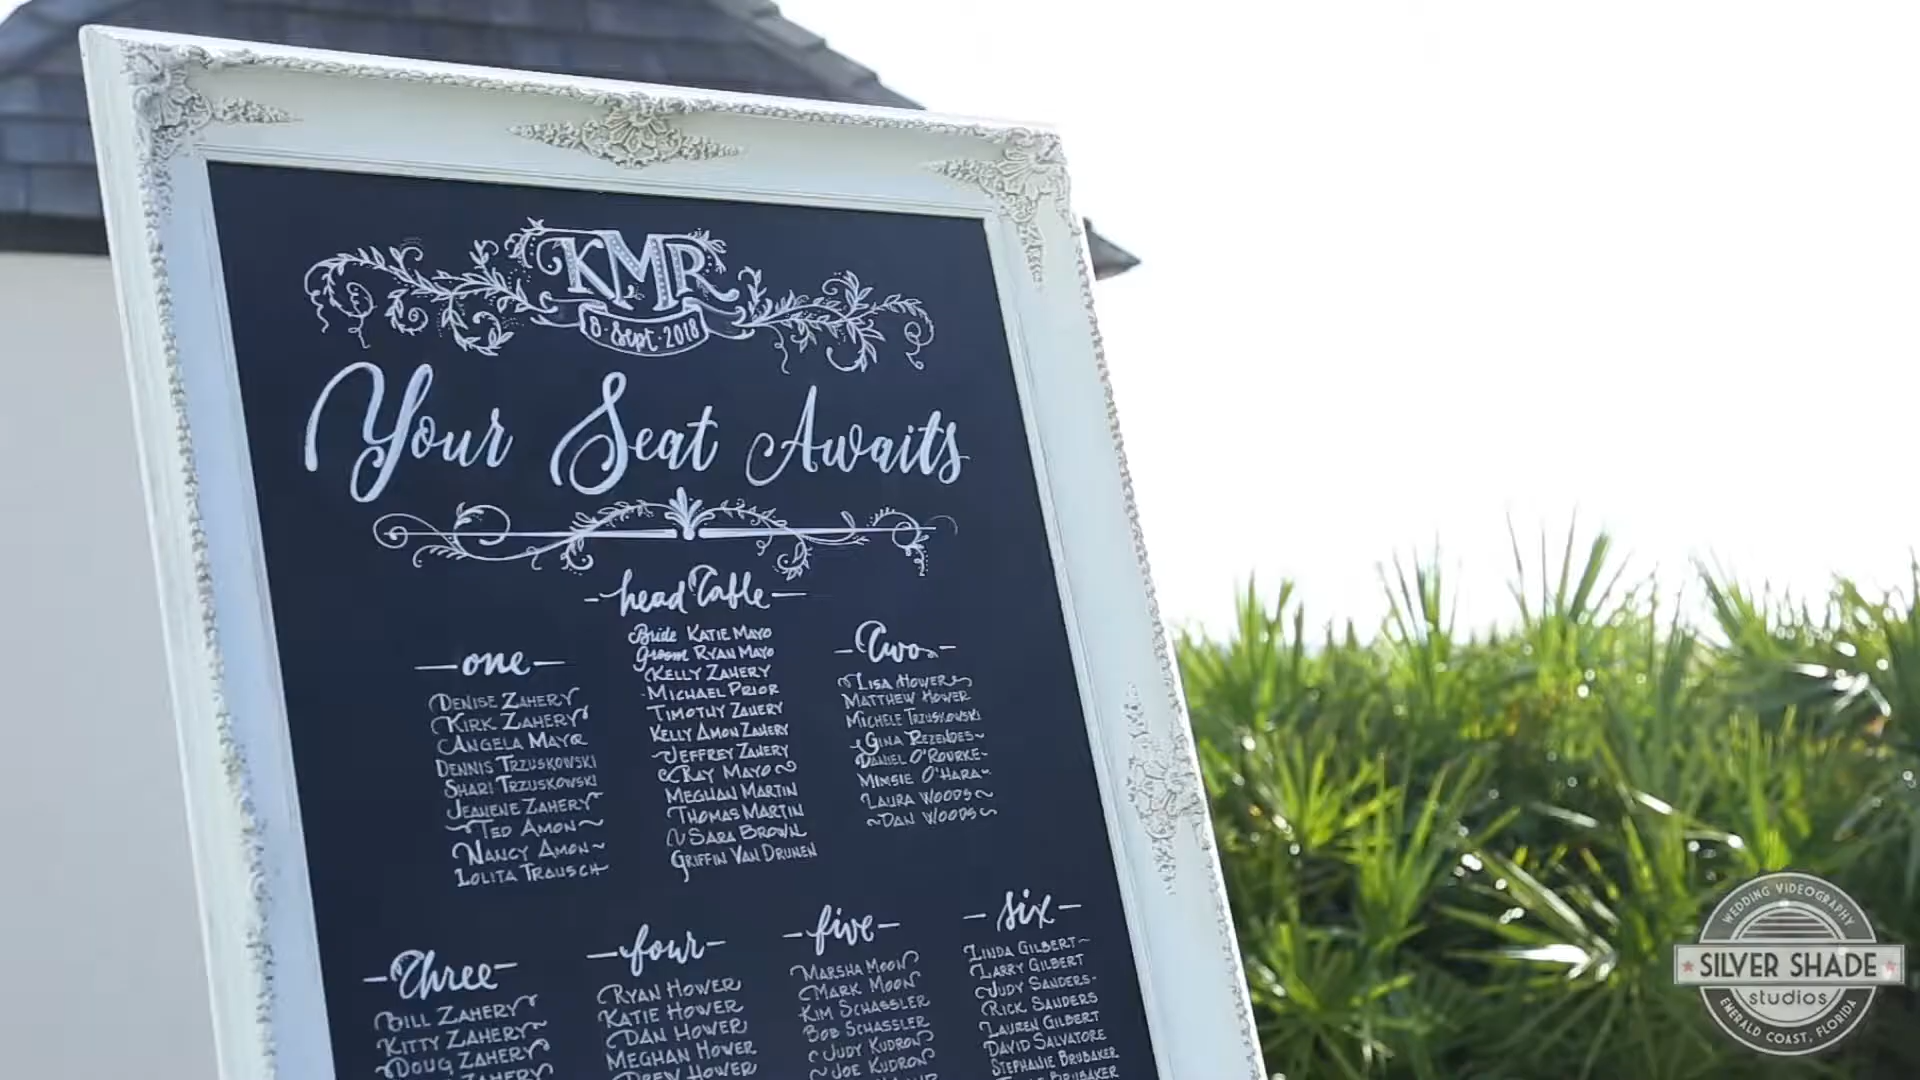 KMR
8·Sept·2018
Your Seat Awaits
head Table
Bride KATIE MAYO
Groom RYAN MAYO
KELLY ZAHERY
MICHAEL PRIOR
TIMOTHY ZAHERY
KELLY AMON ZAHERY
JEFFREY ZAHERY
RAY MAYO
MEGHAN MARTIN
THOMAS MARTIN
SARA BROWN
GRIFFIN VAN DRUNEN
one
DENISE ZAHERY
KIRK ZAHERY
ANGELA MAYO
DENNIS TRZUSKOWSKI
SHARI TRZUSKOWSKI
JEAHENE ZAHERY
TED AMON
NANCY AMON
LOLITA TRAUSCH
Two
LISA HOWER
MATTHEW HOWER
MICHELE TRZUSKOWSKI
GINA REZENDES
DANIEL O'ROURKE
MINSIE O'HARA
LAURA WOODS
DAN WOODS
Three
BILL ZAHERY
KITTY ZAHERY
DOUG ZAHERY
ZAHERY
four
RYAN HOWER
KATIE HOWER
DAN HOWER
MEGHAN HOWER
DREW HOWER
five
MARSHA MOON
MARK MOON
KIM SCHASSLER
BOB SCHASSLER
JUDY KUDRON
JOE KUDRON
six
LINDA GILBERT
LARRY GILBERT
JUDY SANDERS
RICK SANDERS
LAUREN GILBERT
DAVID SALVATORE
STEPHANIE BRUBAKER
BRUBAKER
WEDDING VIDEOGRAPHY
SILVER SHADE
studios
EMERALD COAST, FLORIDA